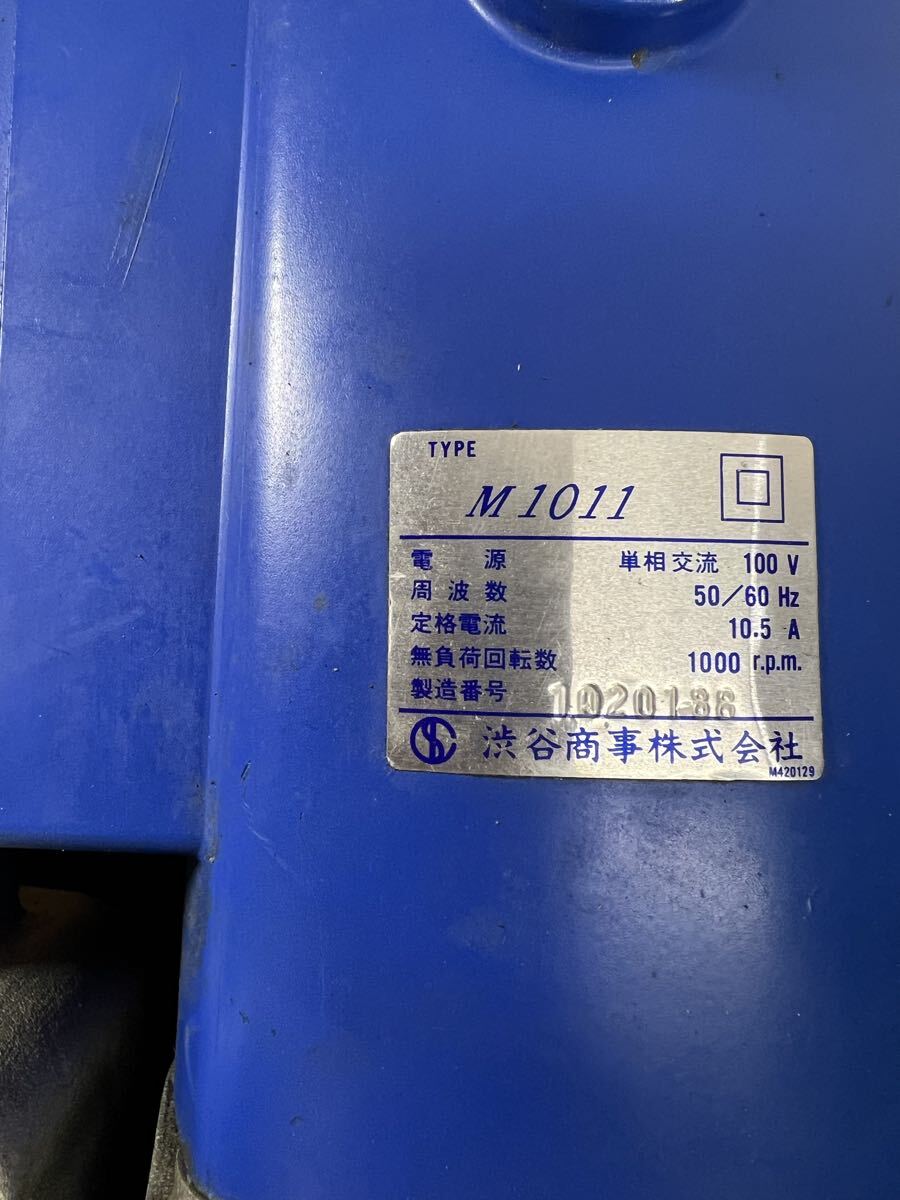 TYPE
M1011
電源 単相交流 100 V
周波数 50/60 Hz
定格電流 10.5 A
無負荷回転数 1000 r.p.m.
製造番号
渋谷商事株式会社
M420129